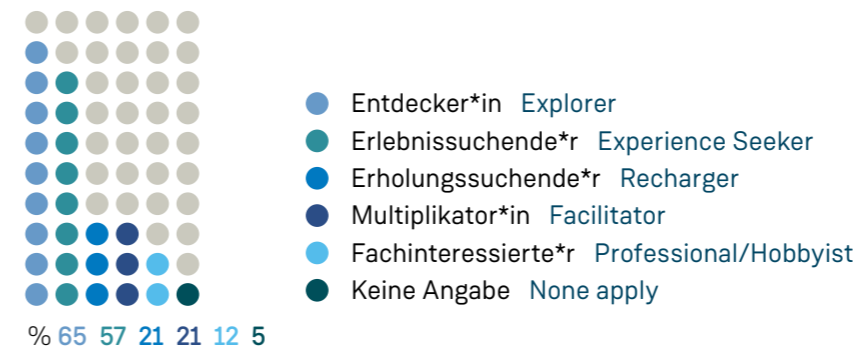 Entdecker*in Explorer
Erlebnissuchende*r Experience Seeker
Erholungssuchende*r Recharger
Multiplikator*in Facilitator
Fachinteressierte*r Professional/Hobbyist
Keine Angabe None apply
% 65 57 21 21 12 5